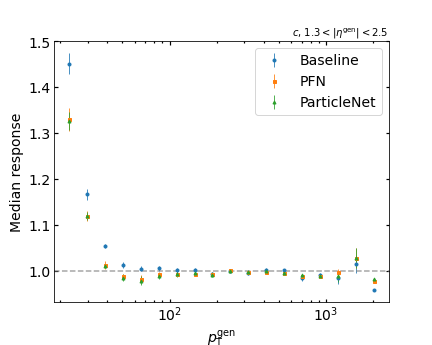 c, 1.3 < |η^gen| < 2.5
1.5
1.4
1.3
1.2
1.1
1.0
Median response
Baseline
PFN
ParticleNet
10^2
10^3
p_T^gen